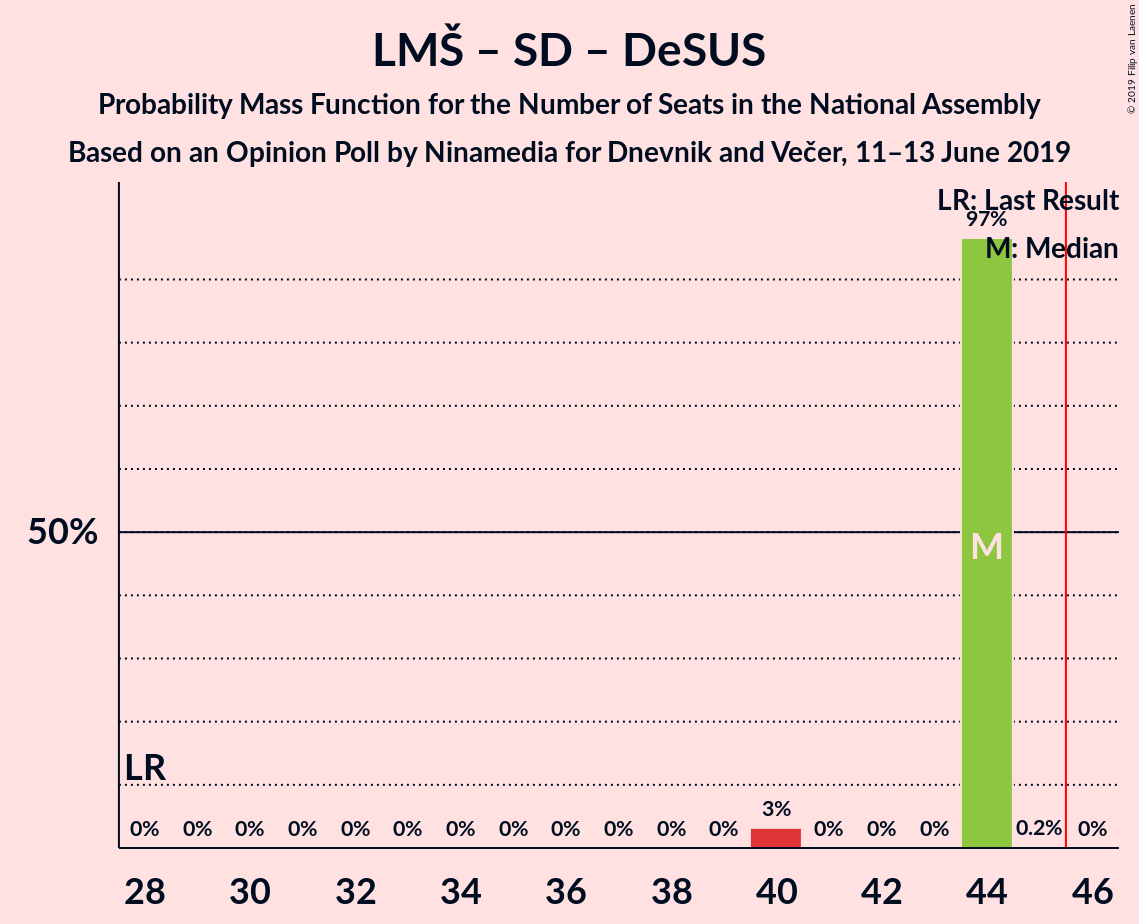 LMŠ – SD – DeSUS
Probability Mass Function for the Number of Seats in the National Assembly
Based on an Opinion Poll by Ninamedia for Dnevnik and Večer, 11–13 June 2019
© 2019 Filip van Laenen
LR: Last Result
97%
M: Median
50%
M
LR
0% 0% 0% 0% 0% 0% 0% 0% 0% 0% 0% 0% 3% 0% 0% 0% 0.2% 0%
28 30 32 34 36 38 40 42 44 46